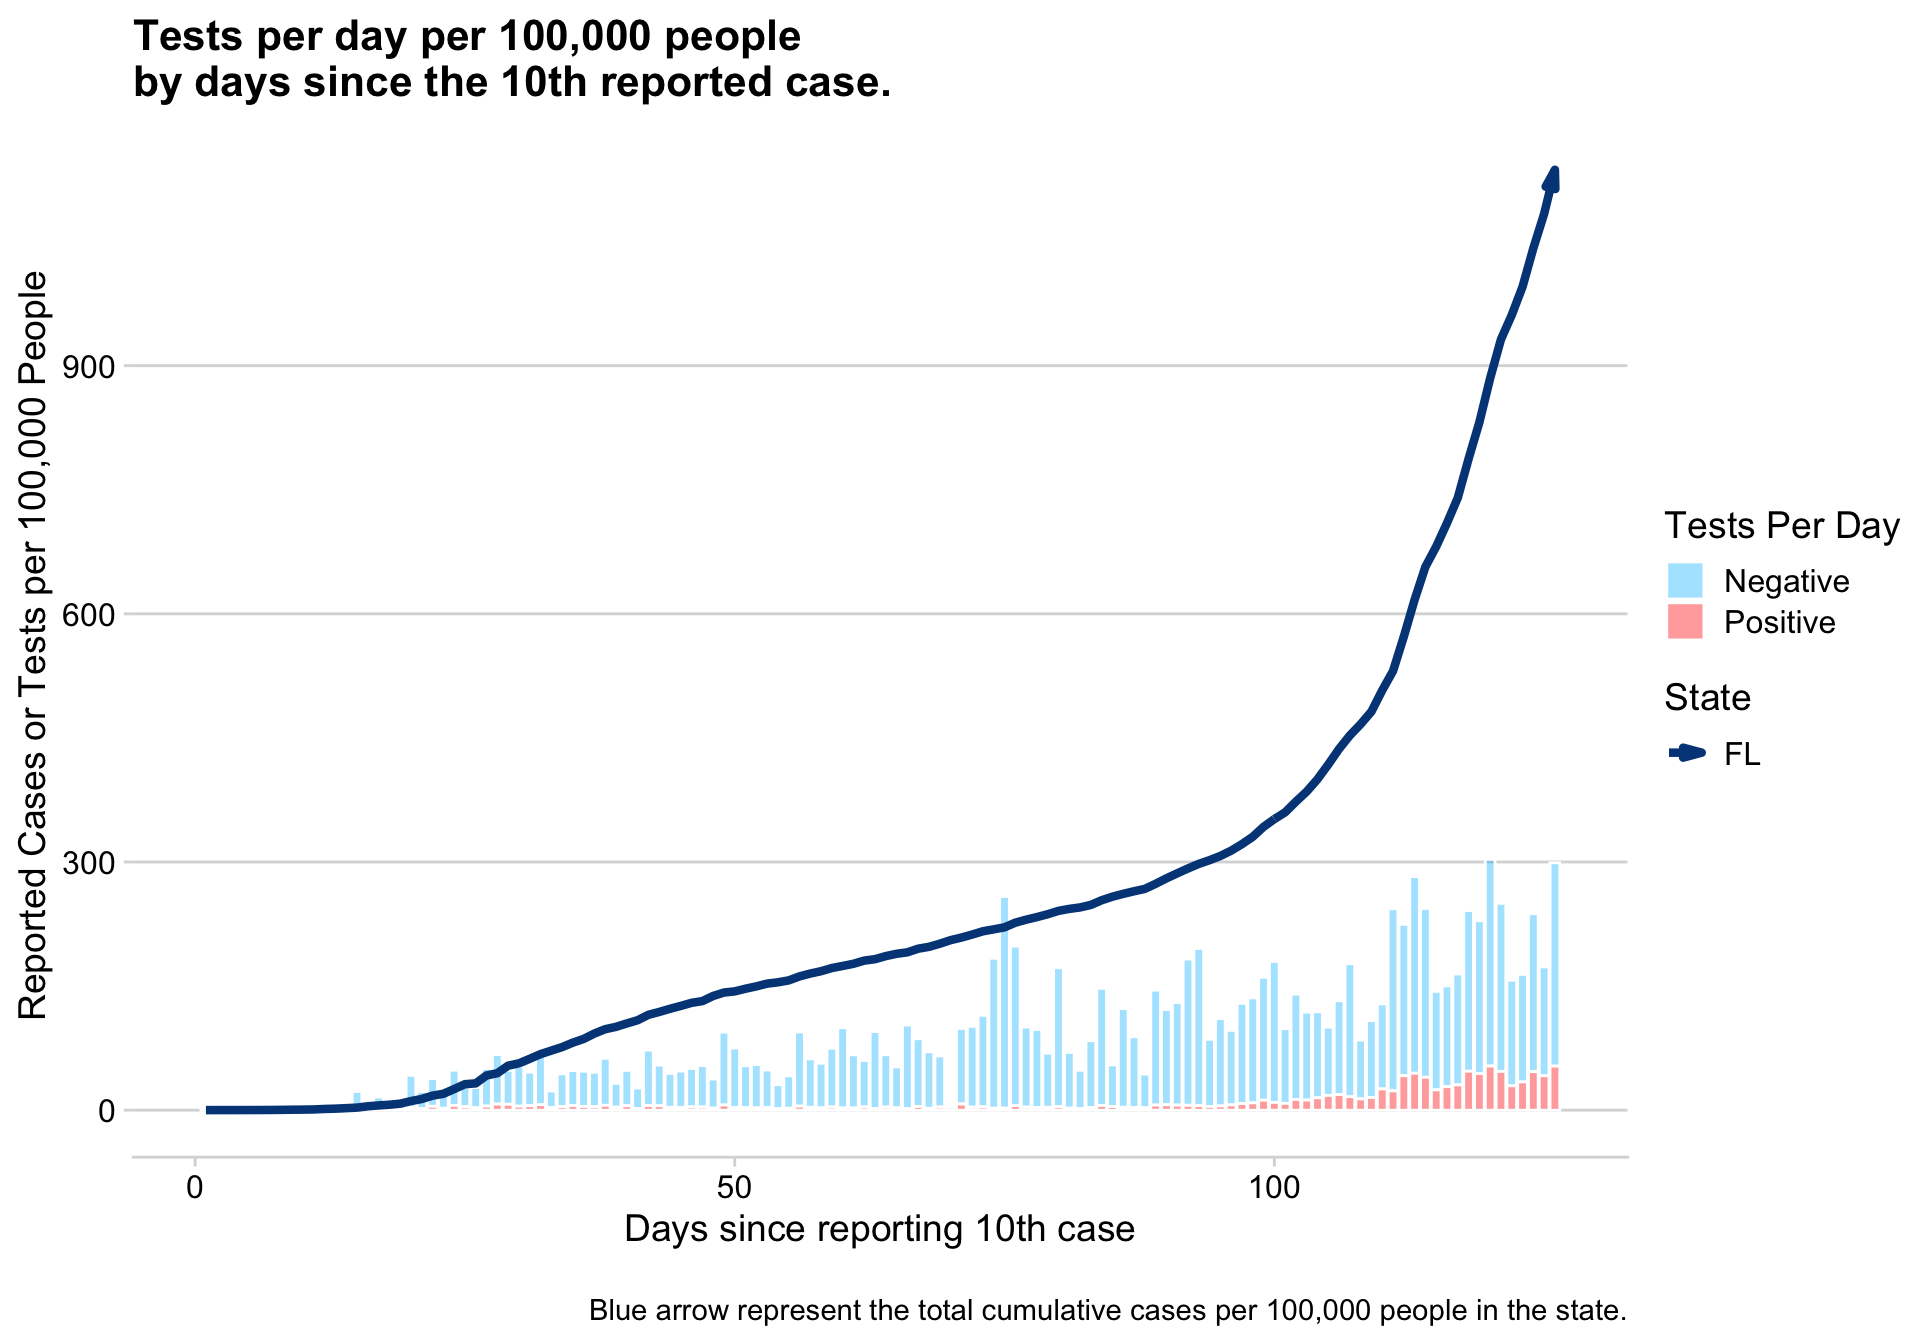 Tests per day per 100,000 people
by days since the 10th reported case.
Reported Cases or Tests per 100,000 People
900
600
300
0
0
50
100
Days since reporting 10th case
Tests Per Day
Negative
Positive
State
FL
Blue arrow represent the total cumulative cases per 100,000 people in the state.